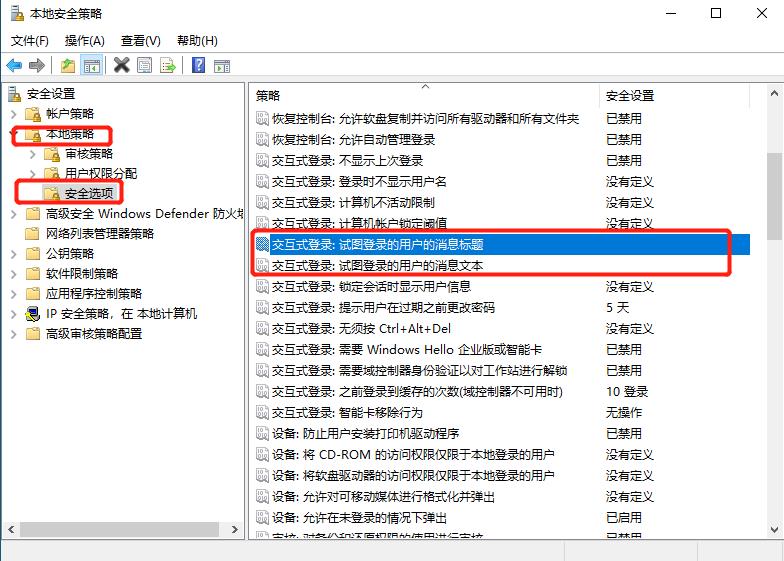 本地安全策略
文件(F) 操作(A) 查看(V) 帮助(H)
安全设置
帐户策略
本地策略
审核策略
用户权限分配
安全选项
高级安全 Windows Defender 防火墙
网络列表管理器策略
公钥策略
软件限制策略
应用程序控制策略
IP 安全策略，在 本地计算机
高级审核策略配置
策略 安全设置
恢复控制台: 允许软盘复制并访问所有驱动器和所有文件夹 已禁用
恢复控制台: 允许自动管理登录 已禁用
交互式登录: 不显示上次登录 已禁用
交互式登录: 登录时不显示用户名 没有定义
交互式登录: 计算机不活动限制 没有定义
交互式登录: 计算机帐户锁定阈值 没有定义
交互式登录: 试图登录的用户的消息标题
交互式登录: 试图登录的用户的消息文本
交互式登录: 锁定会话时显示用户信息 没有定义
交互式登录: 提示用户在过期之前更改密码 5 天
交互式登录: 无须按 Ctrl+Alt+Del 没有定义
交互式登录: 需要 Windows Hello 企业版或智能卡 已禁用
交互式登录: 需要域控制器身份验证以对工作站进行解锁 已禁用
交互式登录: 之前登录到缓存的次数(域控制器不可用时) 10 登录
交互式登录: 智能卡移除行为 无操作
设备: 防止用户安装打印机驱动程序 已禁用
设备: 将 CD-ROM 的访问权限仅限于本地登录的用户 没有定义
设备: 将软盘驱动器的访问权限仅限于本地登录的用户 没有定义
设备: 允许对可移动媒体进行格式化并弹出 没有定义
设备: 允许在未登录的情况下弹出 已启用
审核: 对备份和还原权限的使用进行审核 已禁用